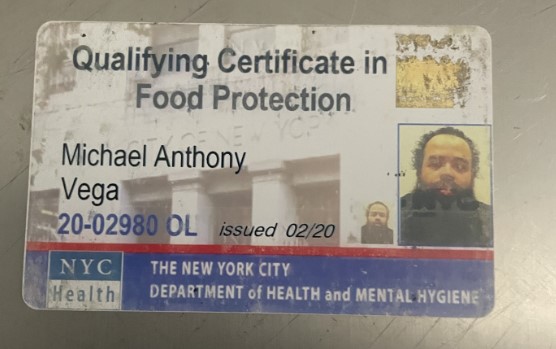 Qualifying Certificate in
Food Protection
Michael Anthony
Vega
20-02980 OL issued 02/20
NYC
Health
THE NEW YORK CITY
DEPARTMENT of HEALTH and MENTAL HYGIENE